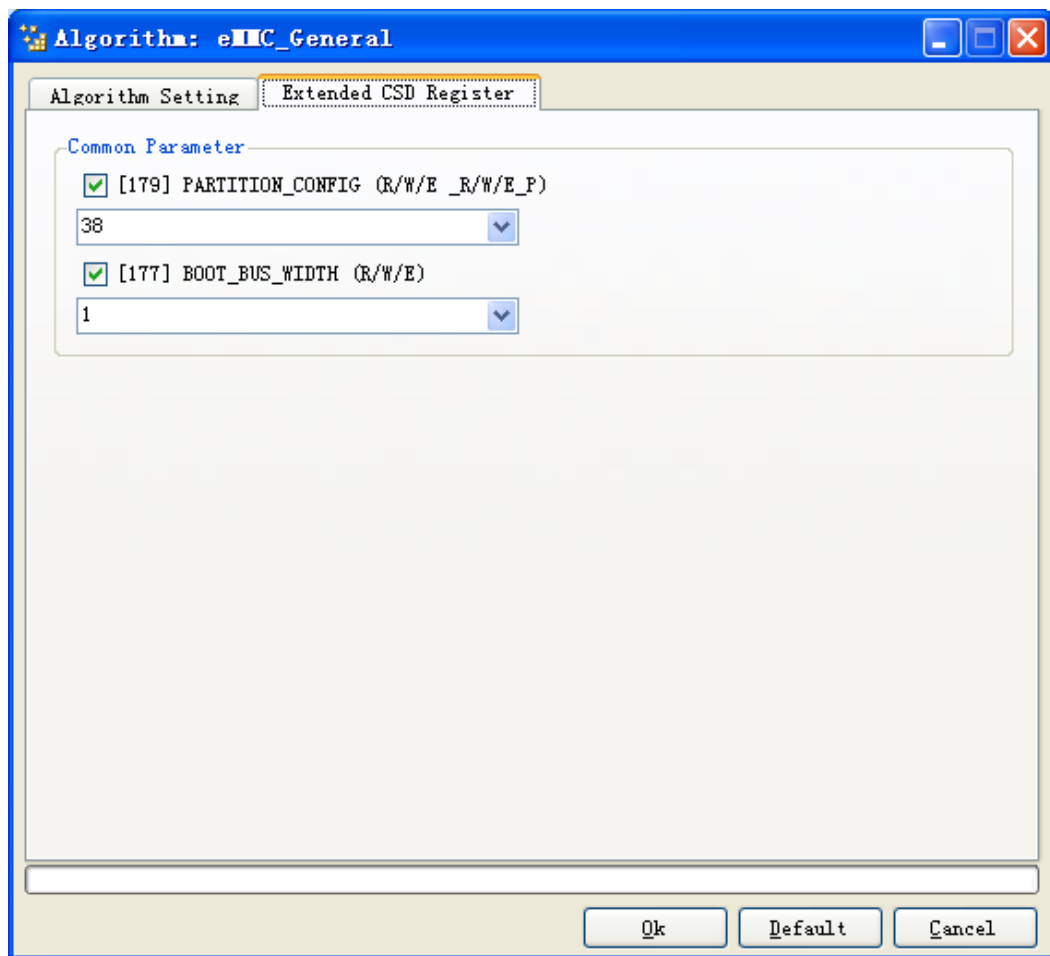 Algorithm: eMMC_General
Algorithm Setting
Extended CSD Register
Common Parameter
[179] PARTITION_CONFIG (R/W/E _R/W/E_P)
38
[177] BOOT_BUS_WIDTH (R/W/E)
1
Ok
Default
Cancel